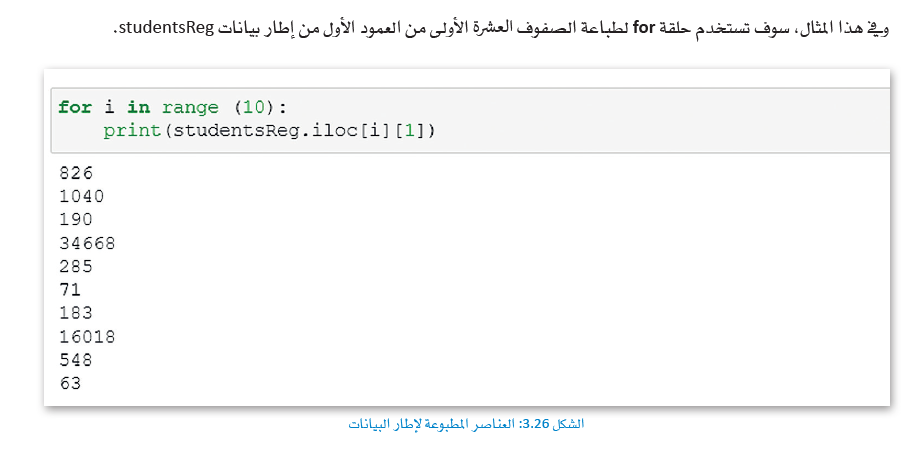 وفي هذا المثال، سوف تستخدم حلقة for لطباعة الصفوف العشرة الأولى من العمود الأول من إطار بيانات studentsReg.
for i in range (10):
    print(studentsReg.iloc[i][1])
826
1040
190
34668
285
71
183
16018
548
63
الشكل 3.26: العناصر المطبوعة لإطار البيانات